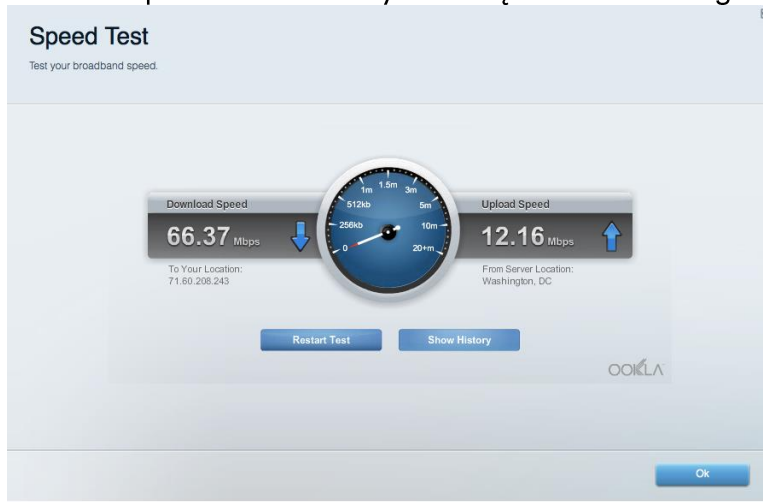 Speed Test
Test your broadband speed.
1m 1.5m 3m
512kb 5m
256kb 10m
0 20+m
Download Speed
66.37 Mbps
To Your Location:
71.60.208.243
Upload Speed
12.16 Mbps
From Server Location:
Washington, DC
Restart Test
Show History
OOKLA
Ok